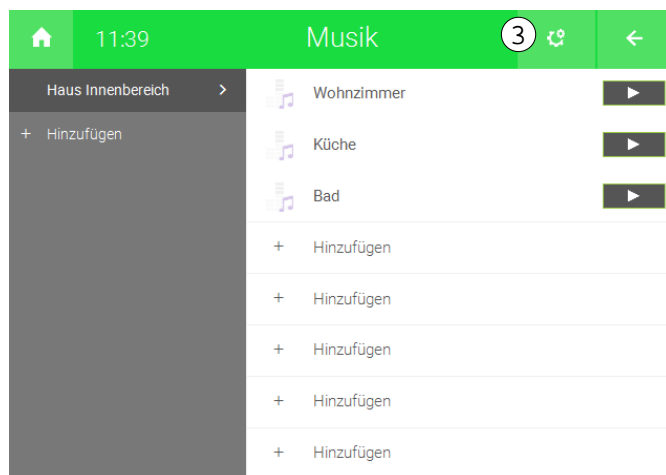 11:39 Musik 3
Haus Innenbereich
+ Hinzufügen
Wohnzimmer
Küche
Bad
+ Hinzufügen
+ Hinzufügen
+ Hinzufügen
+ Hinzufügen
+ Hinzufügen